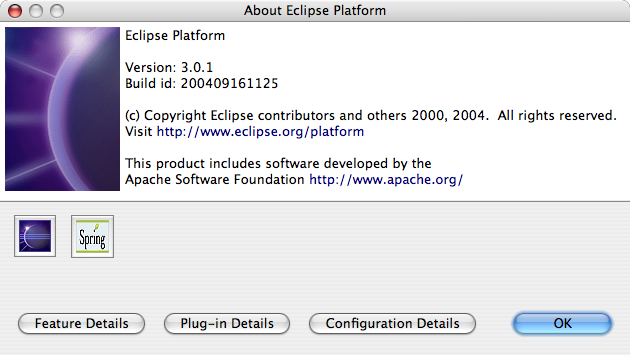 About Eclipse Platform
Eclipse Platform
Version: 3.0.1
Build id: 200409161125
(c) Copyright Eclipse contributors and others 2000, 2004.  All rights reserved.
Visit http://www.eclipse.org/platform
This product includes software developed by the
Apache Software Foundation http://www.apache.org/
Spring
Feature Details
Plug-in Details
Configuration Details
OK